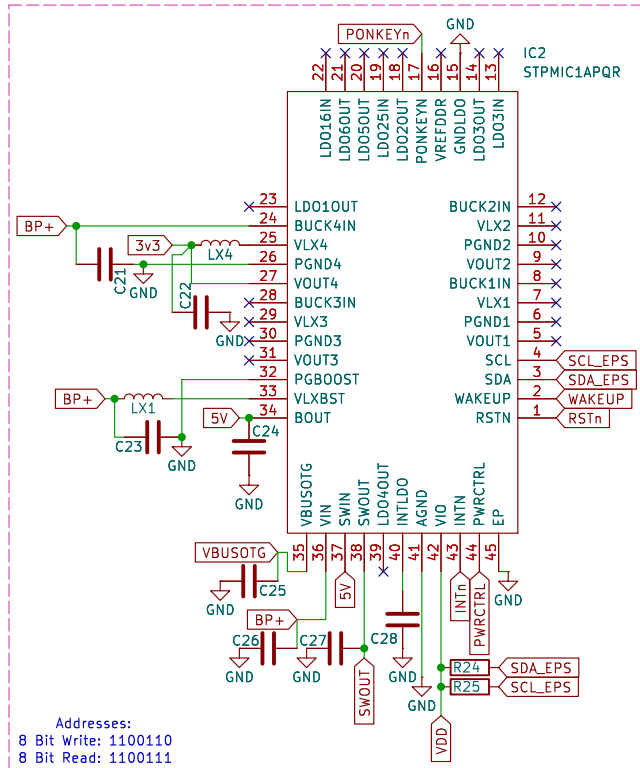 PONKEYn
GND
IC2
STPMIC1APQR
22
21
20
19
18
17
16
15
14
13
LDO16IN
LDO6OUT
LDO5OUT
LDO25IN
LDO2OUT
PONKEYN
VREFDDR
GNDLDO
LDO3OUT
LDO3IN
23 LDO1OUT
BUCK2IN 12
BP+
24 BUCK4IN
VLX2 11
3v3
LX4
25 VLX4
PGND2 10
C21
GND
26 PGND4
VOUT2 9
C22
27 VOUT4
BUCK1IN 8
28 BUCK3IN
VLX1 7
GND
29 VLX3
PGND1 6
30 PGND3
VOUT1 5
31 VOUT3
SCL 4 SCL_EPS
32 PGBOOST
SDA 3 SDA_EPS
BP+
LX1
33 VLXBST
WAKEUP 2 WAKEUP
5V
34 BOUT
RSTN 1 RSTn
C23
GND
C24
GND
VBUSOTG
VIN
SWIN
SWOUT
LDO4OUT
INTLDO
AGND
VIO
INTN
PWRCTRL
EP
35
36
37
38
39
40
41
42
43
44
45
VBUSOTG
C25
GND
5V
INTn
PWRCTRL
GND
BP+
C26
GND
C27
GND
C28
GND
SWOUT
GND
R24 SDA_EPS
R25 SCL_EPS
VDD
Addresses:
8 Bit Write: 1100110
8 Bit Read: 1100111